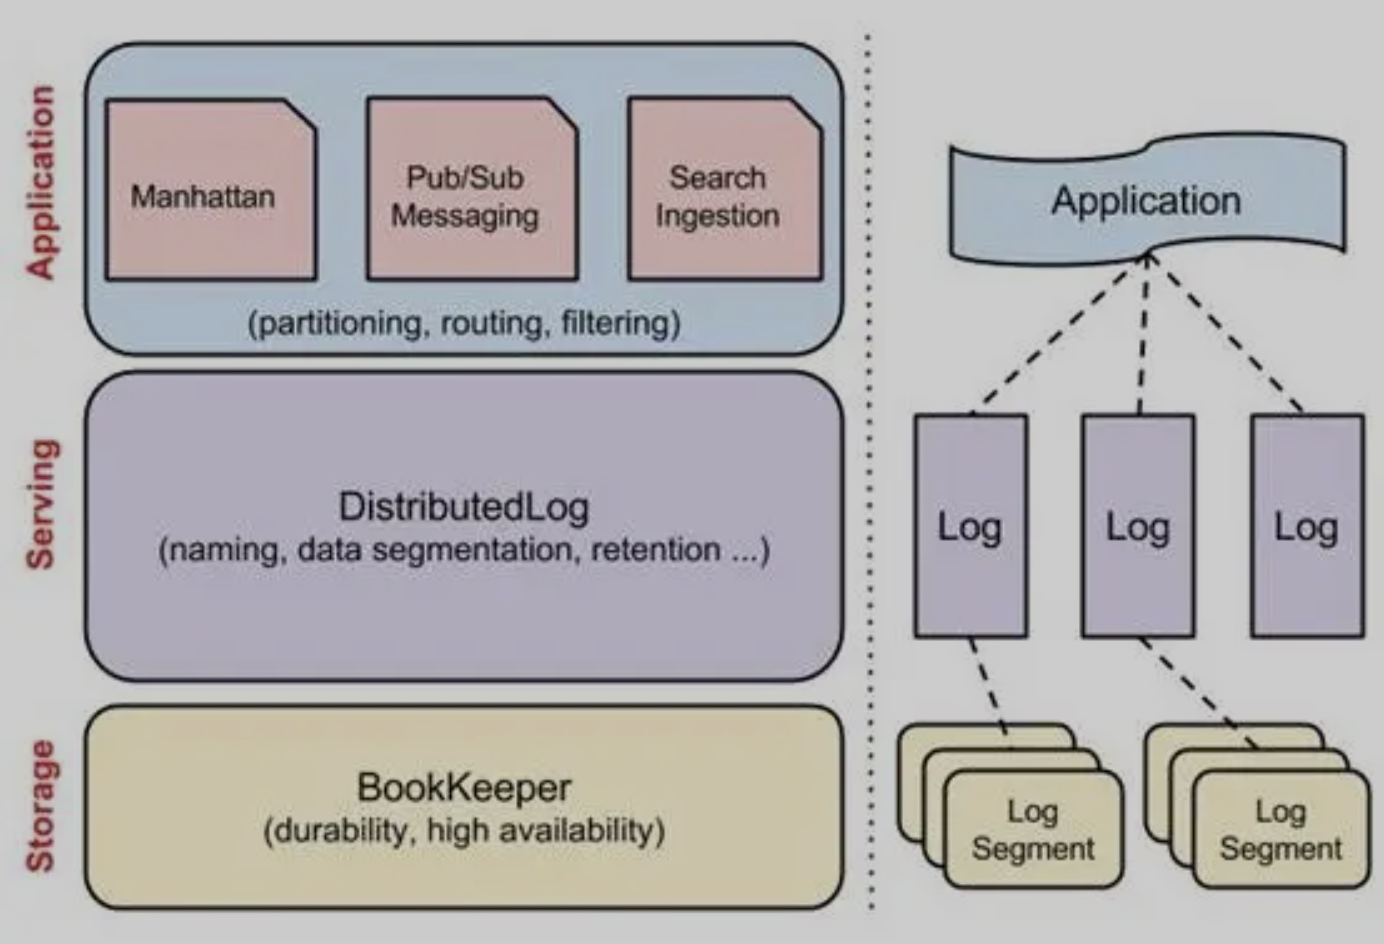 Application
Manhattan
Pub/Sub
Messaging
Search
Ingestion
(partitioning, routing, filtering)
Serving
DistributedLog
(naming, data segmentation, retention ...)
Storage
BookKeeper
(durability, high availability)
Application
Log
Log
Log
Log
Segment
Log
Segment